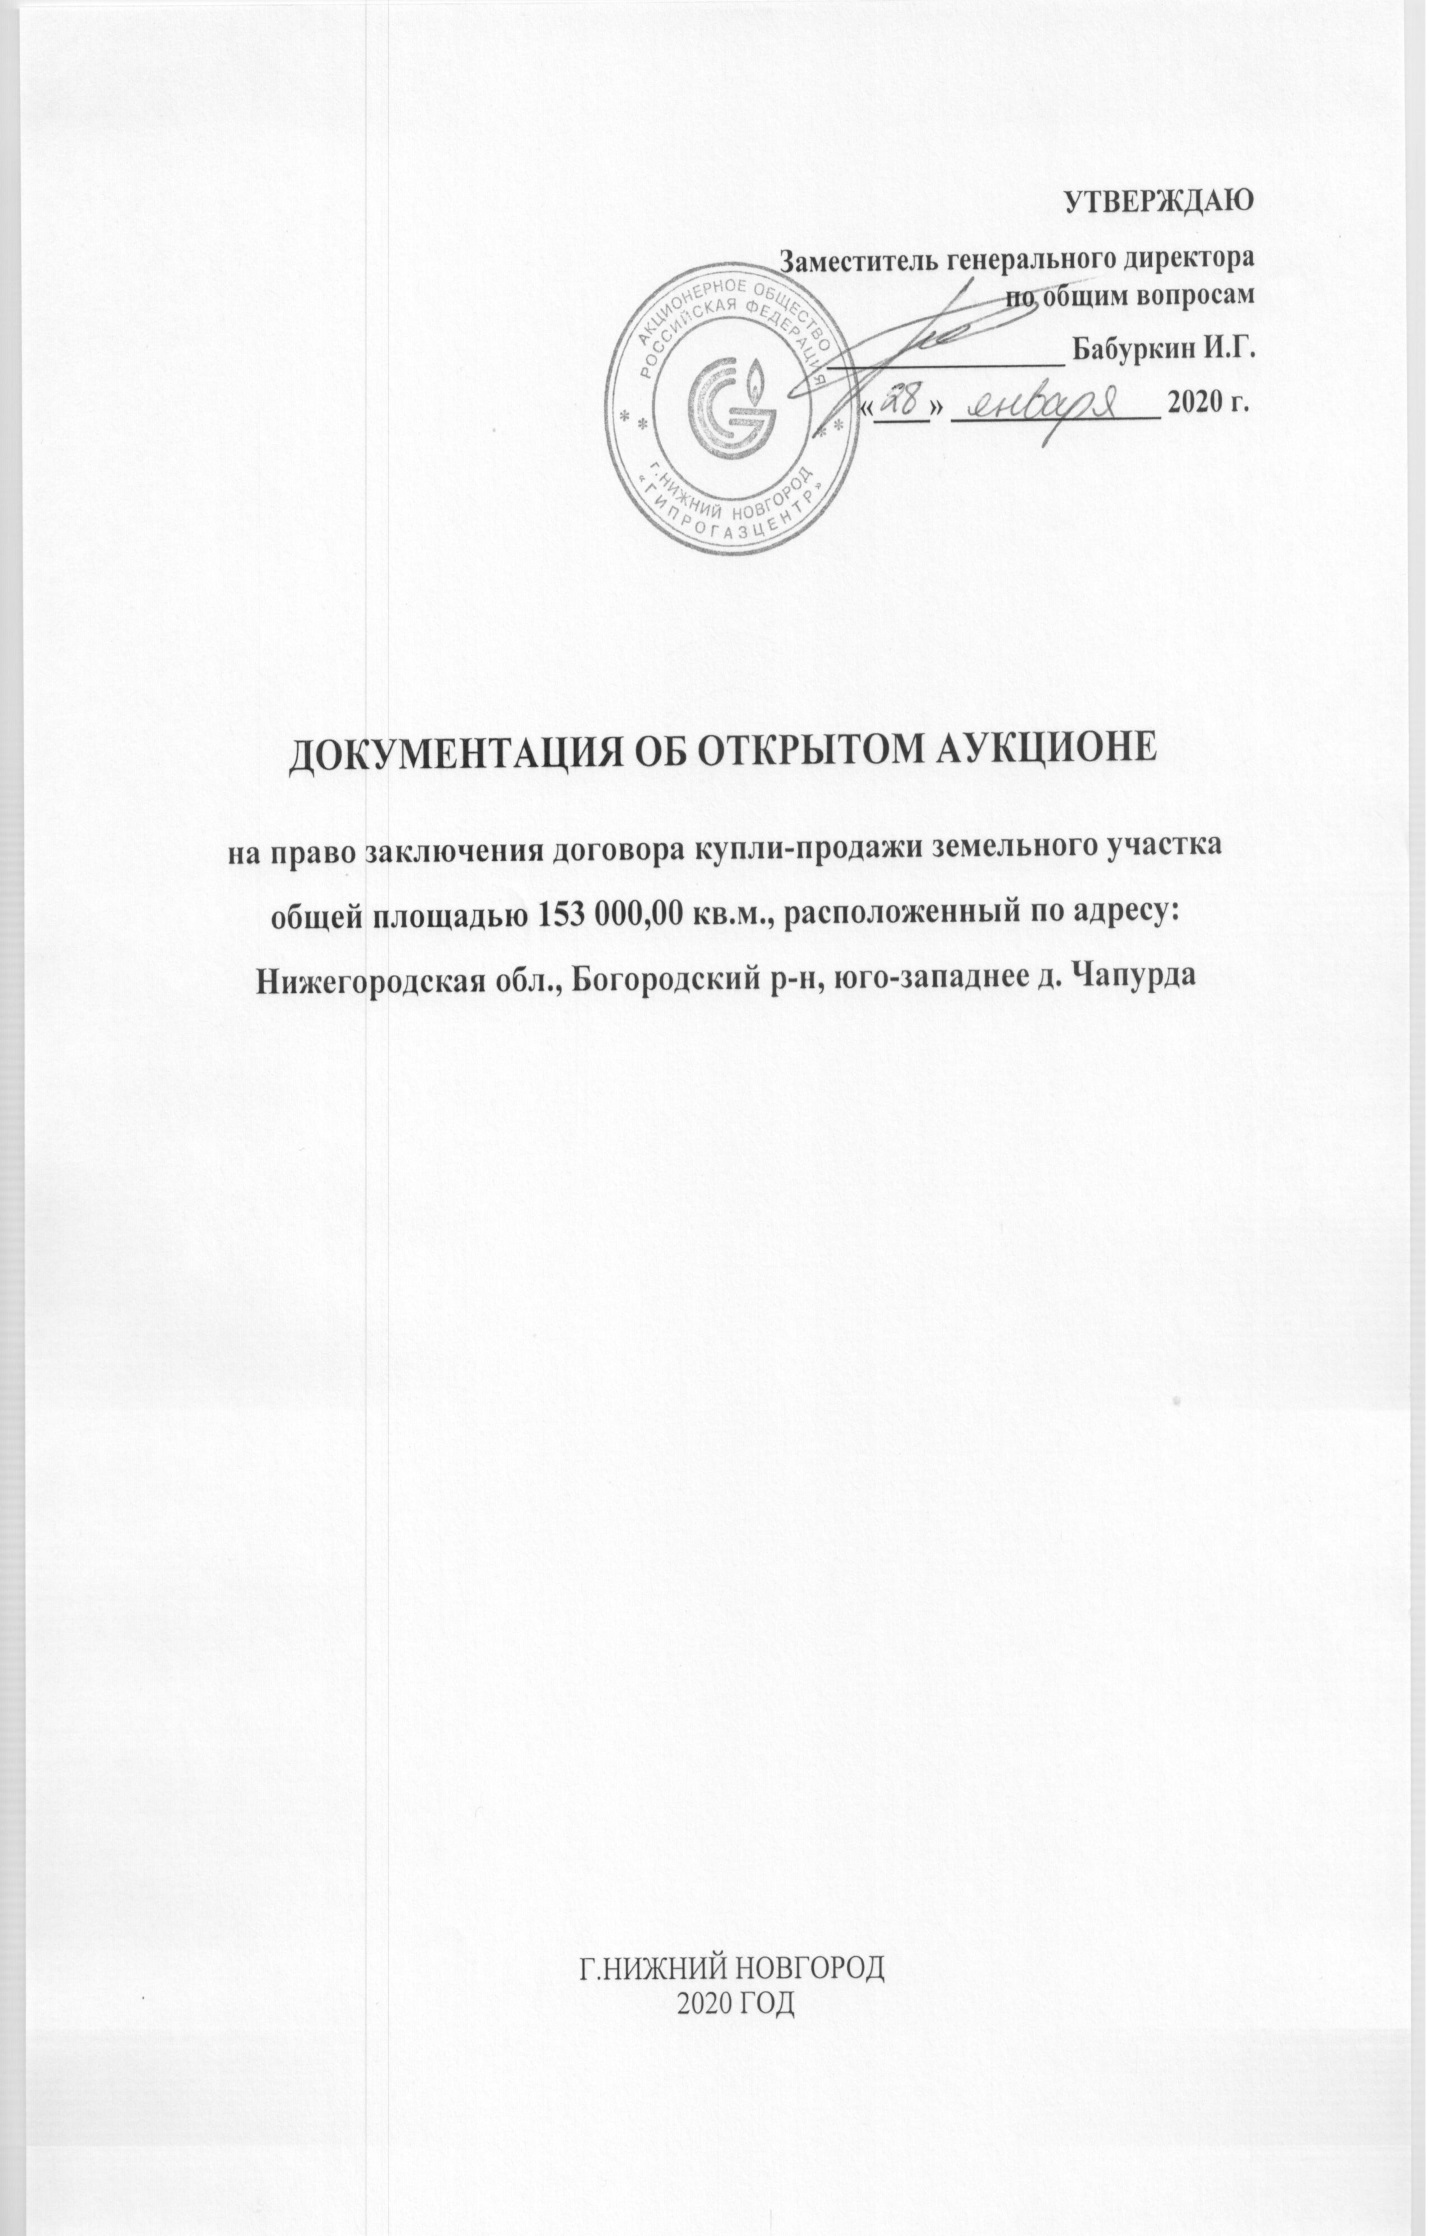 УТВЕРЖДАЮ
Заместитель генерального директора
по общим вопросам
Бабуркин И.Г.
«28» января 2020 г.
АКЦИОНЕРНОЕ ОБЩЕСТВО
РОССИЙСКАЯ ФЕДЕРАЦИЯ
г.НИЖНИЙ НОВГОРОД
«ГИПРОГАЗЦЕНТР»
ДОКУМЕНТАЦИЯ ОБ ОТКРЫТОМ АУКЦИОНЕ
на право заключения договора купли-продажи земельного участка
общей площадью 153 000,00 кв.м., расположенный по адресу:
Нижегородская обл., Богородский р-н, юго-западнее д. Чапурда
Г.НИЖНИЙ НОВГОРОД
2020 ГОД